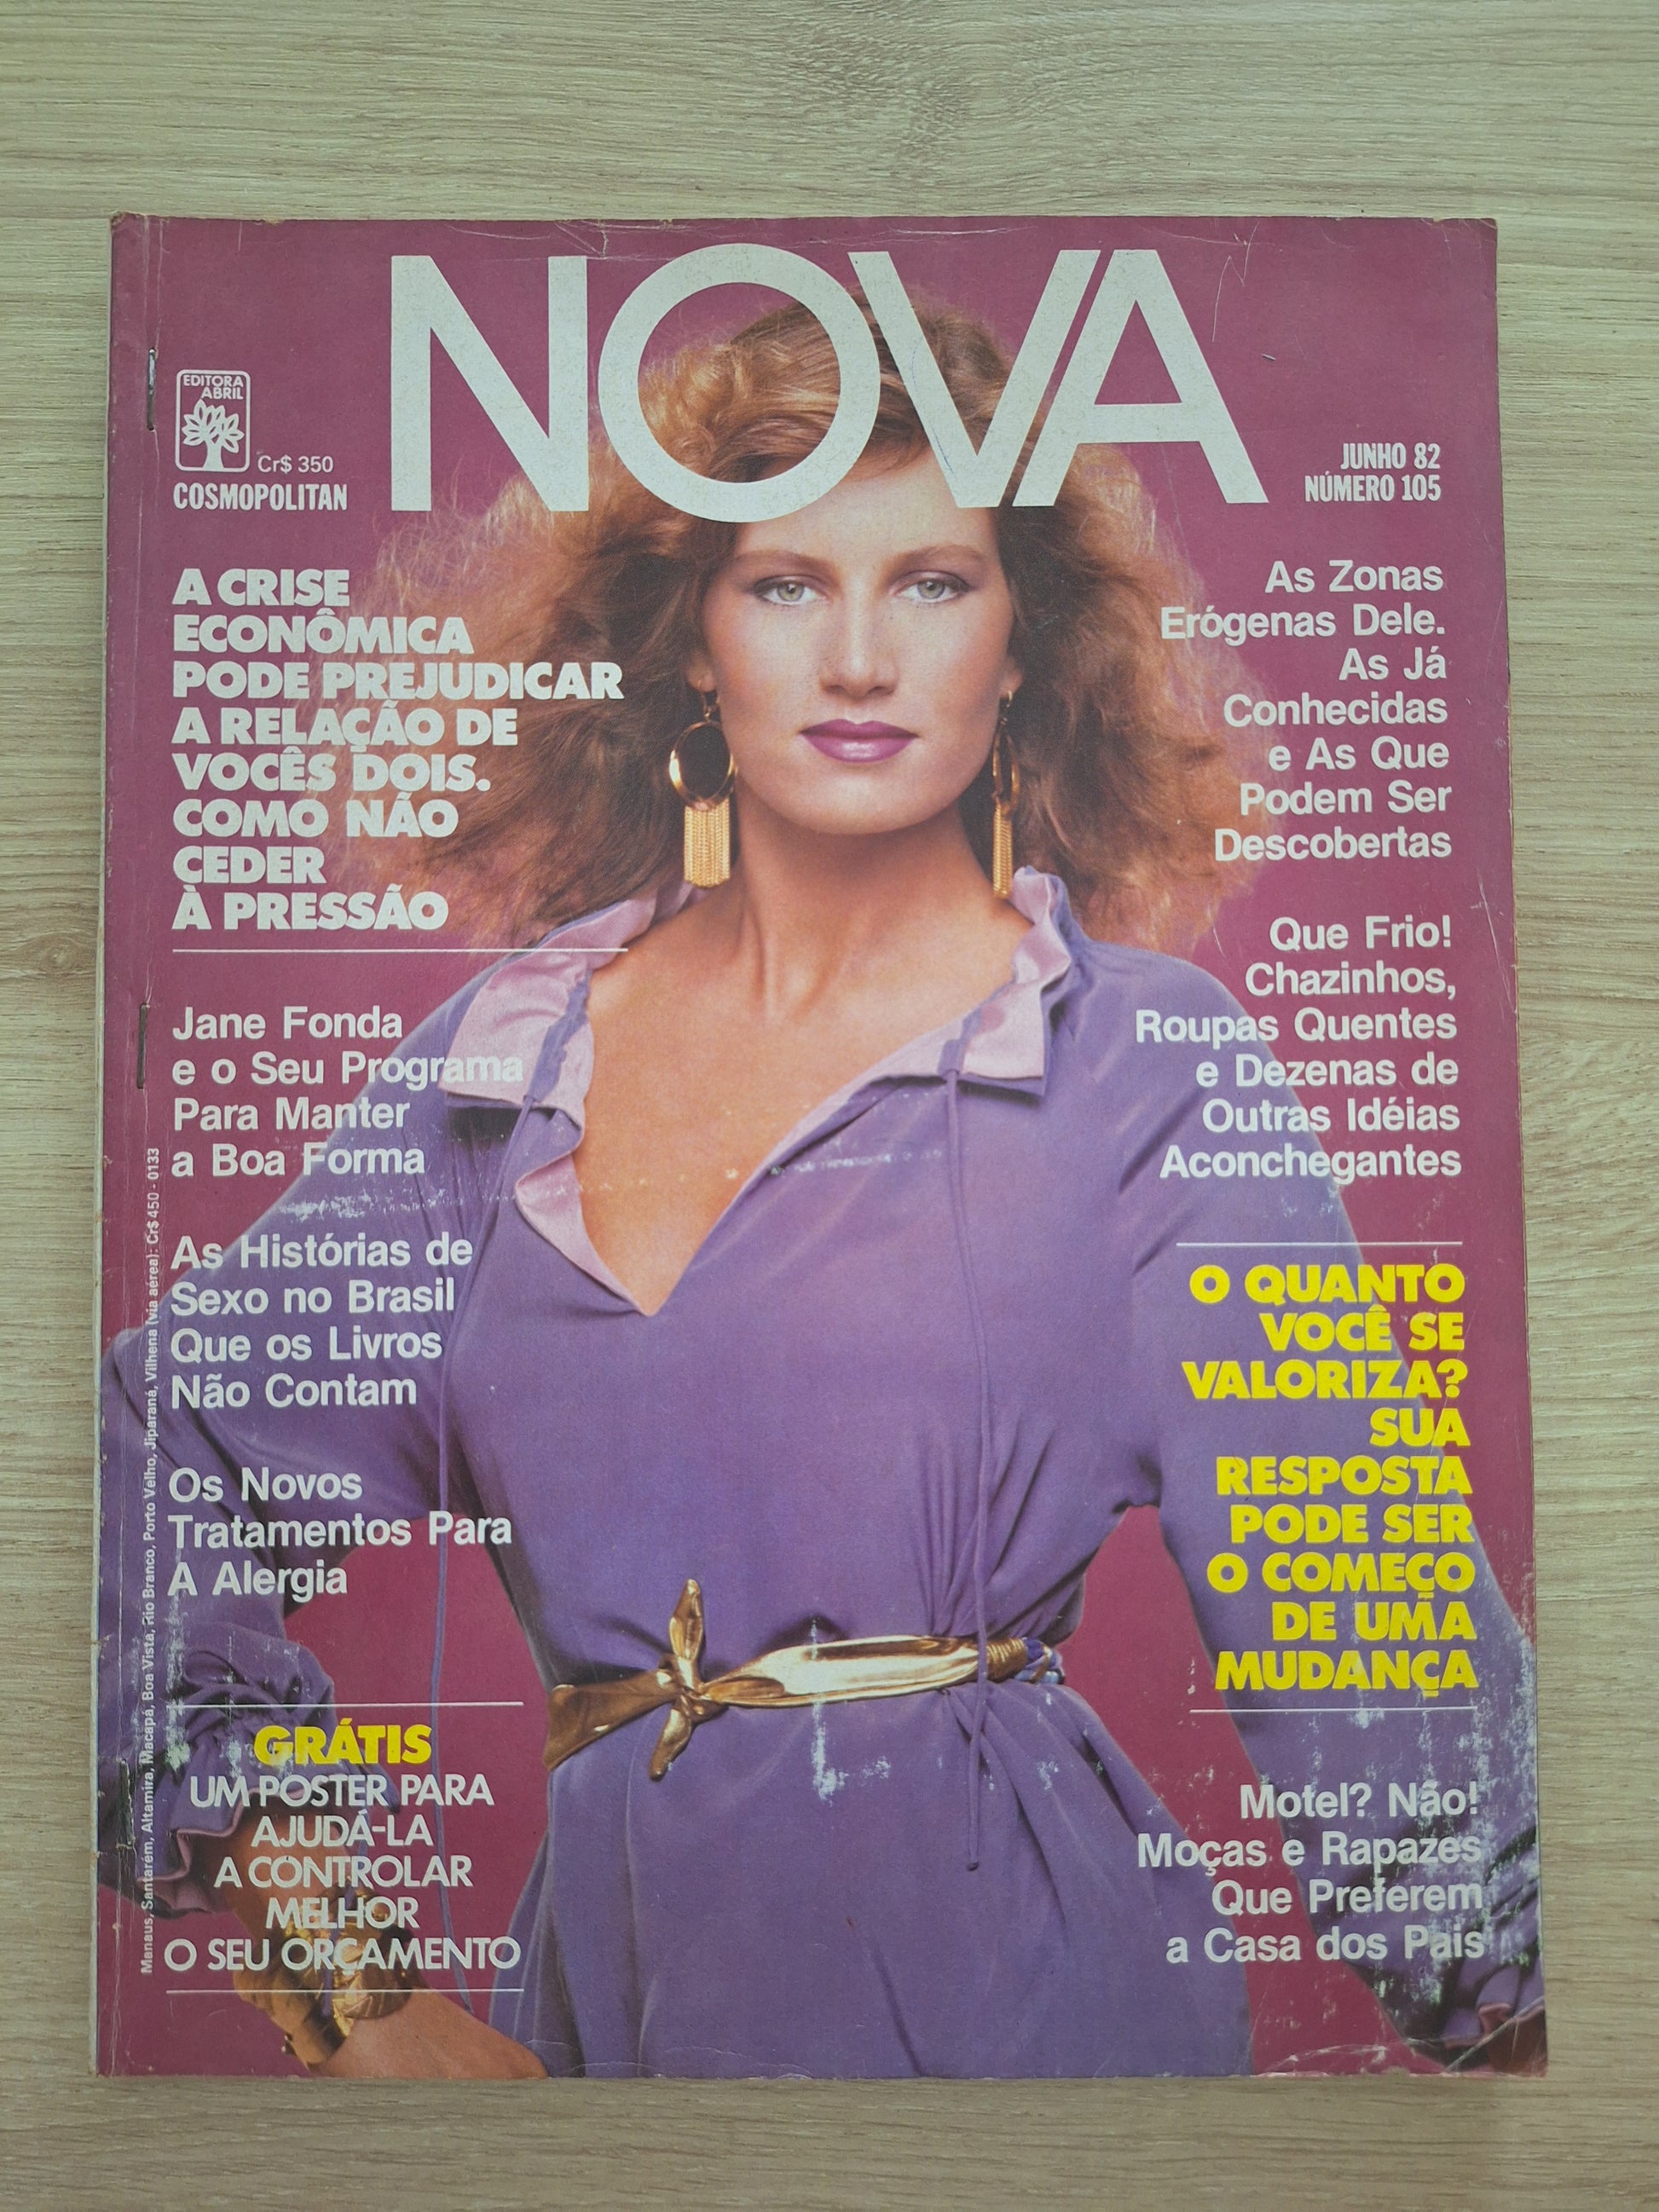 NOVA
EDITORA
ABRIL
Cr$ 350
COSMOPOLITAN
JUNHO 82
NÚMERO 105
A CRISE
ECONÔMICA
PODE PREJUDICAR
A RELAÇÃO DE
VOCÊS DOIS.
COMO NÃO
CEDER
À PRESSÃO
Jane Fonda
e o Seu Programa
Para Manter
a Boa Forma
As Histórias de
Sexo no Brasil
Que os Livros
Não Contam
Os Novos
Tratamentos Para
A Alergia
GRÁTIS
UM POSTER PARA
AJUDÁ-LA
A CONTROLAR
MELHOR
O SEU ORÇAMENTO
Manaus, Santarém, Altamira, Macapá, Boa Vista, Rio Branco, Porto Velho, Jiparaná, Vilhena (via aérea): Cr$ 450 - 0133
As Zonas
Erógenas Dele.
As Já
Conhecidas
e As Que
Podem Ser
Descobertas
Que Frio!
Chazinhos,
Roupas Quentes
e Dezenas de
Outras Idéias
Aconchegantes
O QUANTO
VOCÊ SE
VALORIZA?
SUA
RESPOSTA
PODE SER
O COMEÇO
DE UMA
MUDANÇA
Motel? Não!
Moças e Rapazes
Que Preferem
a Casa dos Pais